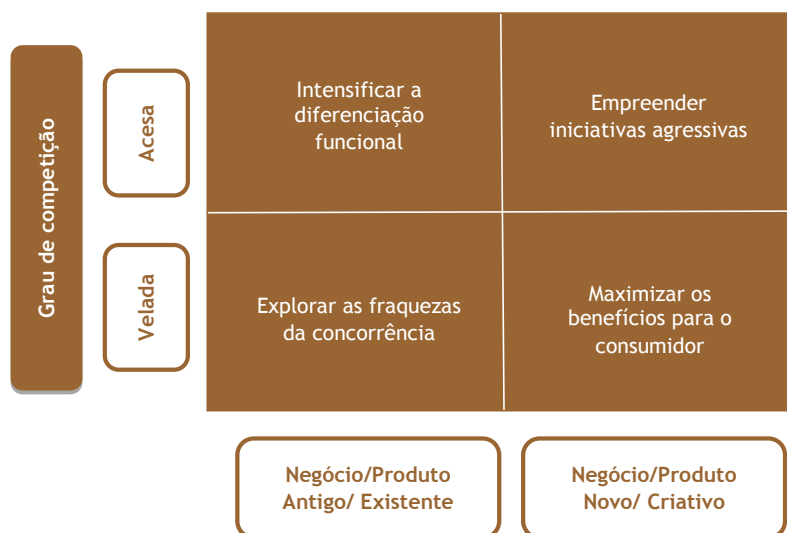 Grau de competição
Acesa
Intensificar a
diferenciação
funcional
Empreender
iniciativas agressivas
Velada
Explorar as fraquezas
da concorrência
Maximizar os
benefícios para o
consumidor
Negócio/Produto
Antigo/ Existente
Negócio/Produto
Novo/ Criativo